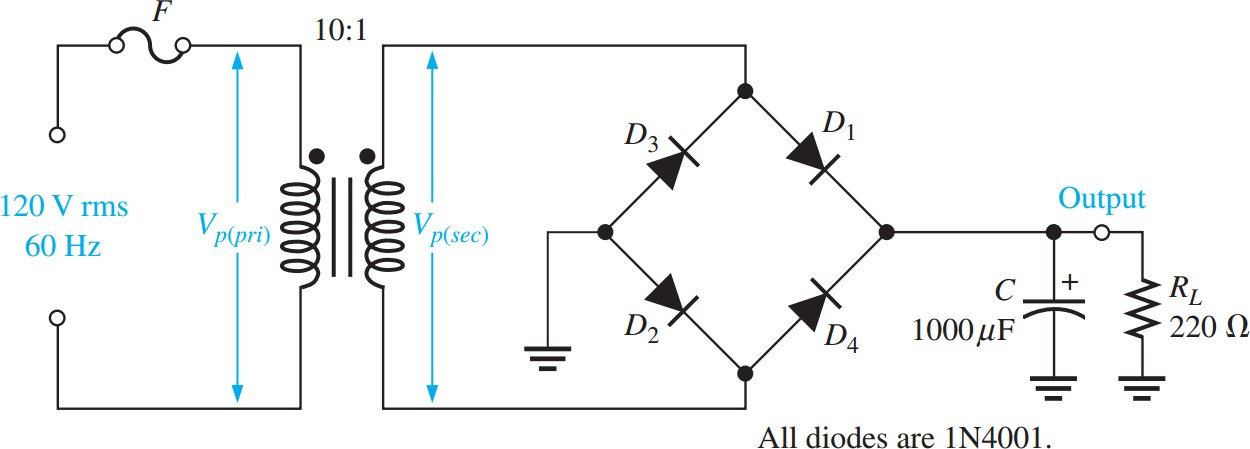 F
10:1
D3
D1
120 V rms
60 Hz
Vp(pri)
Vp(sec)
Output
D2
D4
C
+
1000 μF
RL
220 Ω
All diodes are 1N4001.